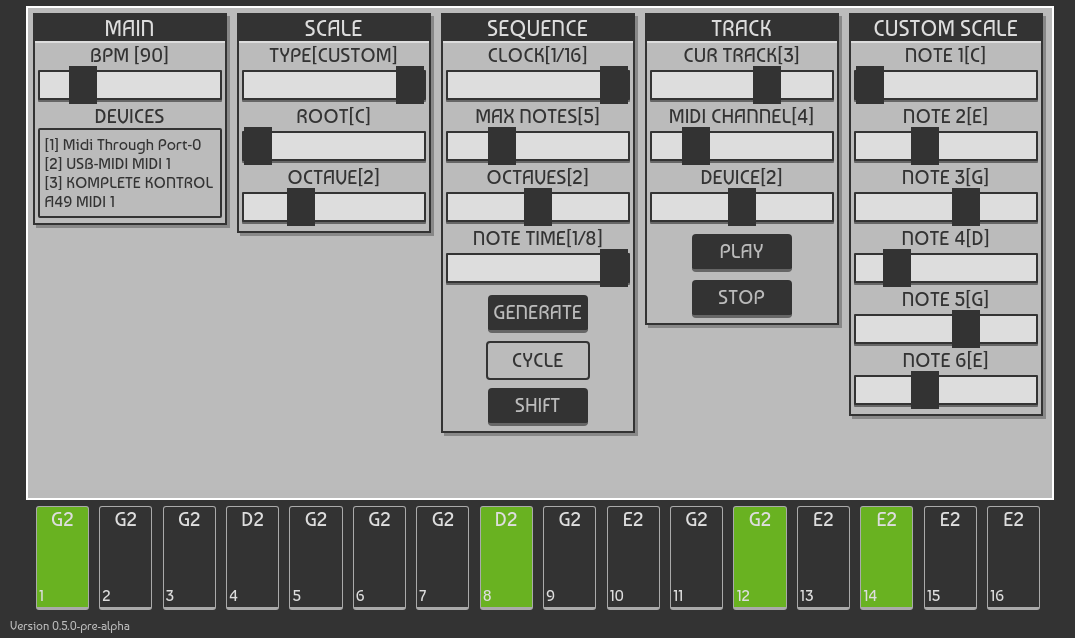 MAIN
BPM [90]
DEVICES
[1] Midi Through Port-0
[2] USB-MIDI MIDI 1
[3] KOMPLETE KONTROL
A49 MIDI 1
SCALE
TYPE[CUSTOM]
ROOT[C]
OCTAVE[2]
SEQUENCE
CLOCK[1/16]
MAX NOTES[5]
OCTAVES[2]
NOTE TIME[1/8]
GENERATE
CYCLE
SHIFT
TRACK
CUR TRACK[3]
MIDI CHANNEL[4]
DEVICE[2]
PLAY
STOP
CUSTOM SCALE
NOTE 1[C]
NOTE 2[E]
NOTE 3[G]
NOTE 4[D]
NOTE 5[G]
NOTE 6[E]
G2 G2 G2 D2 G2 G2 G2 D2 G2 E2 G2 G2 E2 E2 E2 E2
1 2 3 4 5 6 7 8 9 10 11 12 13 14 15 16
Version 0.5.0-pre-alpha